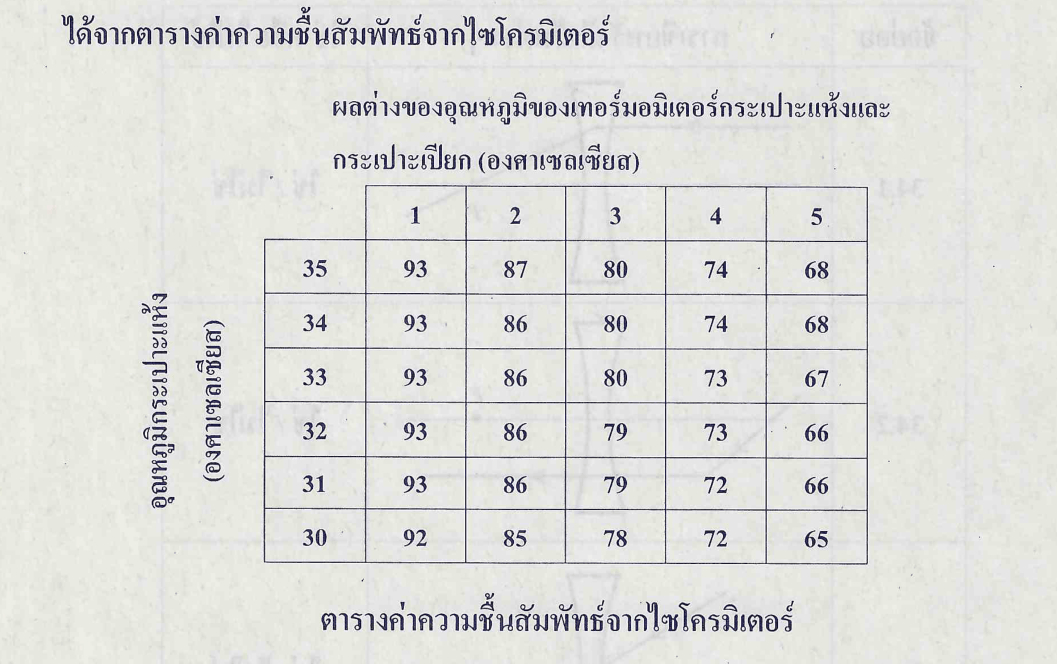 ได้จากตารางค่าความชื้นสัมพัทธ์จากไซโครมิเตอร์
ผลต่างของอุณหภูมิของเทอร์มอมิเตอร์กระเปาะแห้งและ
กระเปาะเปียก (องศาเซลเซียส)
1 2 3 4 5
35 93 87 80 74 68
34 93 86 80 74 68
33 93 86 80 73 67
32 93 86 79 73 66
31 93 86 79 72 66
30 92 85 78 72 65
อุณหภูมิกระเปาะแห้ง
(องศาเซลเซียส)
ตารางค่าความชื้นสัมพัทธ์จากไซโครมิเตอร์